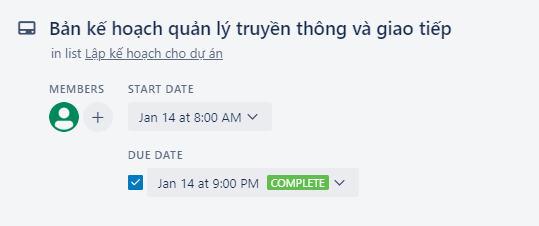 Bản kế hoạch quản lý truyền thông và giao tiếp
in list Lập kế hoạch cho dự án
MEMBERS START DATE
Jan 14 at 8:00 AM
DUE DATE
Jan 14 at 9:00 PM COMPLETE